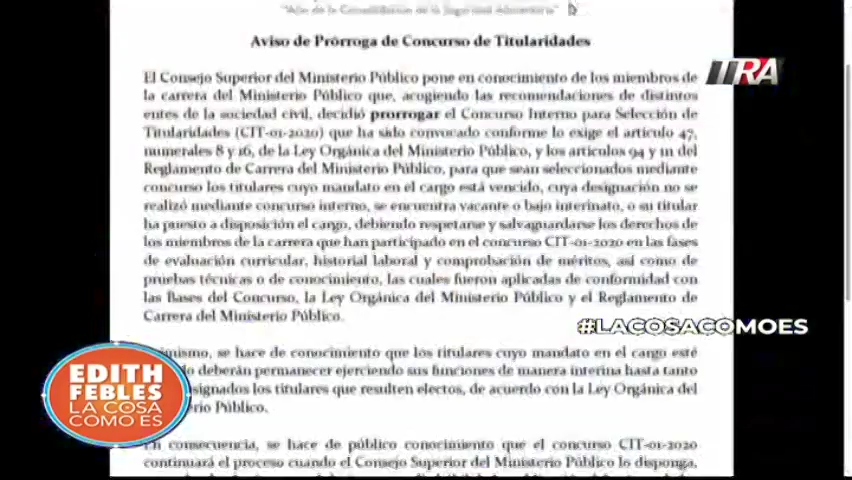 "Año de la Consolidación de la Seguridad Alimentaria"
Aviso de Prórroga de Concurso de Titularidades
El Consejo Superior del Ministerio Público pone en conocimiento de los miembros de
la carrera del Ministerio Público que, acogiendo las recomendaciones de distintos
entes de la sociedad civil, decidió prorrogar el Concurso Interno para Selección de
Titularidades (CIT-01-2020) que ha sido convocado conforme lo exige el artículo 47,
numerales 8 y 16, de la Ley Orgánica del Ministerio Público, y los artículos 94 y 111 del
Reglamento de Carrera del Ministerio Público, para que sean seleccionados mediante
concurso los titulares cuyo mandato en el cargo está vencido, cuya designación no se
realizó mediante concurso interno, se encuentra vacante o bajo interinato, o su titular
ha puesto a disposición el cargo, debiendo respetarse y salvaguardarse los derechos de
los miembros de la carrera que han participado en el concurso CIT-01-2020 en las fases
de evaluación curricular, historial laboral y comprobación de méritos, así como de
pruebas técnicas o de conocimiento, las cuales fueron aplicadas de conformidad con
las Bases del Concurso, la Ley Orgánica del Ministerio Público y el Reglamento de
Carrera del Ministerio Público.
se hace de conocimiento que los titulares cuyo mandato en el cargo esté
deberán permanecer ejerciendo sus funciones de manera interina hasta tanto
los titulares que resulten electos, de acuerdo con la Ley Orgánica del
Público.
En consecuencia, se hace de público conocimiento que el concurso CIT-01-2020
continuará el proceso cuando el Consejo Superior del Ministerio Público lo disponga,
RA
#LACOSACOMOES
EDITH
FEBLES
LA COSA
COMO ES